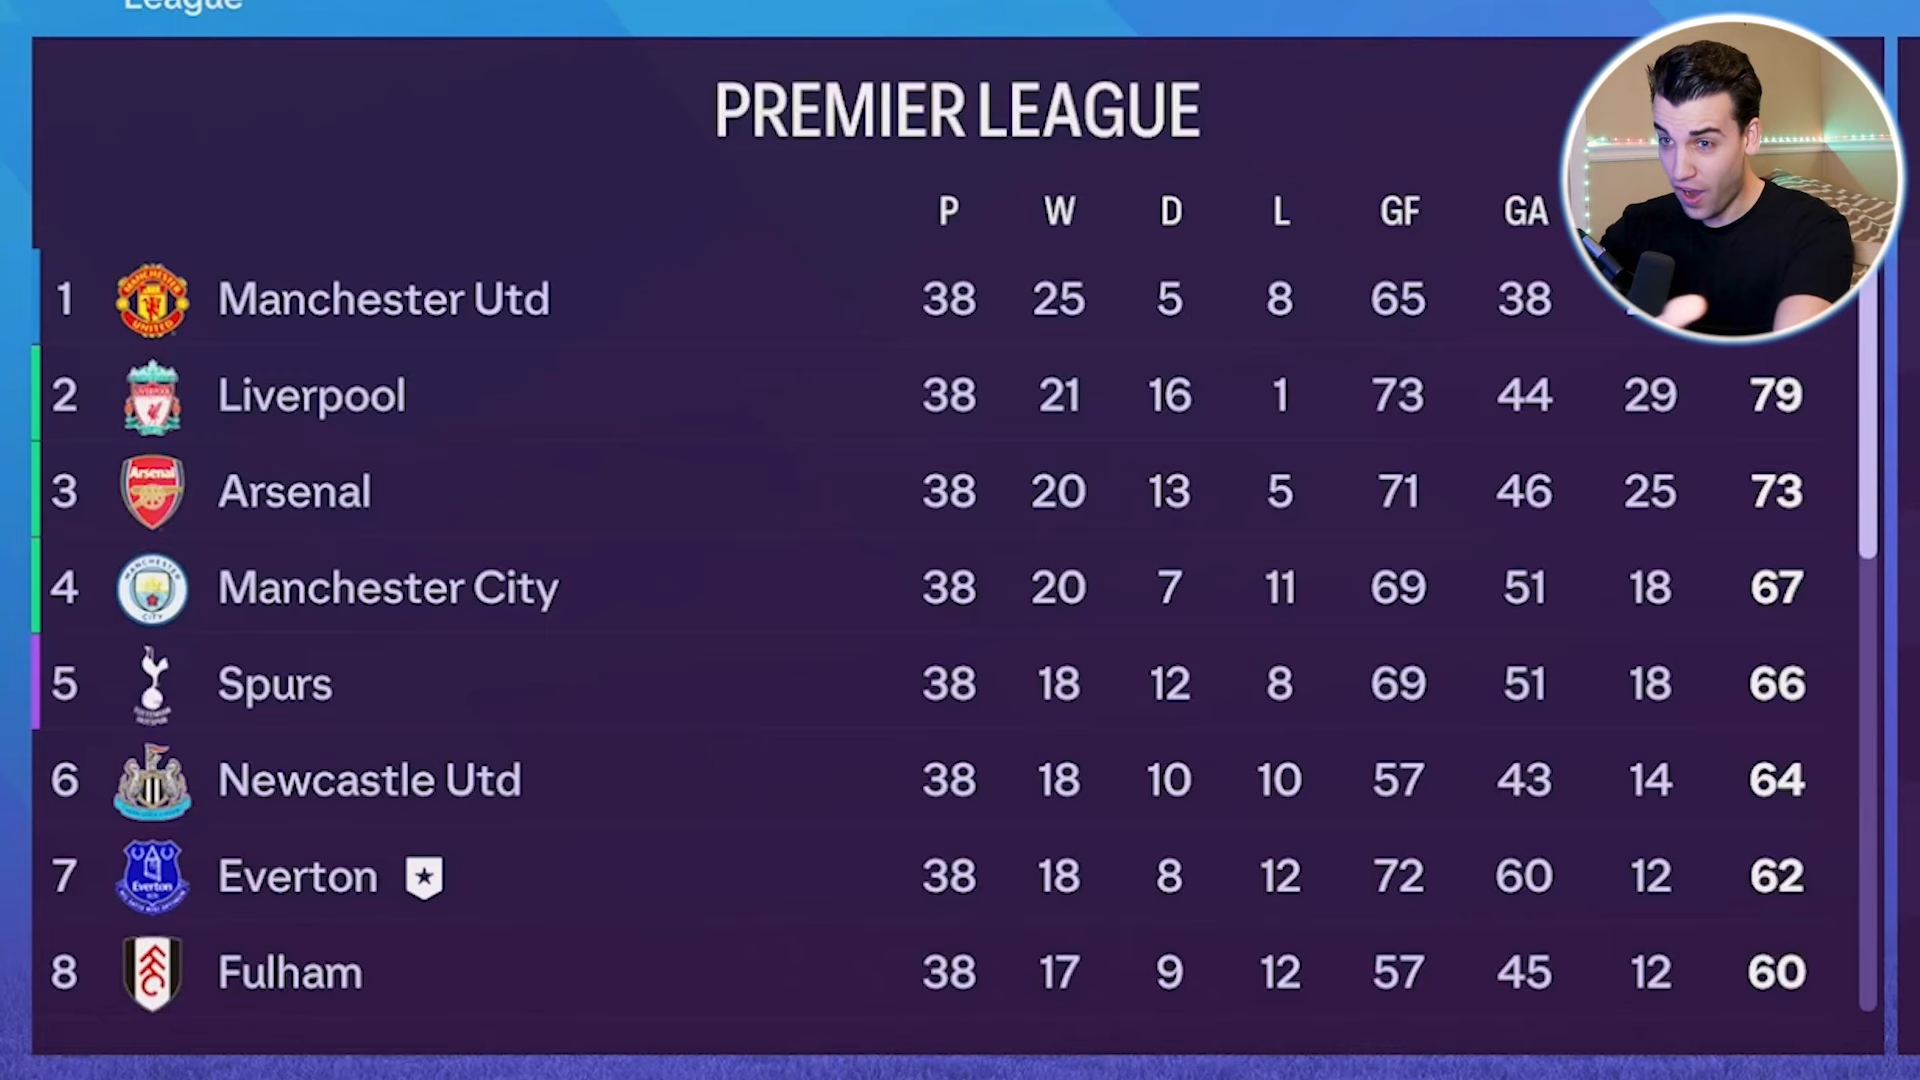 League
PREMIER LEAGUE
P W D L GF GA
1 Manchester Utd 38 25 5 8 65 38
2 Liverpool 38 21 16 1 73 44 29 79
3 Arsenal 38 20 13 5 71 46 25 73
4 Manchester City 38 20 7 11 69 51 18 67
5 Spurs 38 18 12 8 69 51 18 66
6 Newcastle Utd 38 18 10 10 57 43 14 64
7 Everton 38 18 8 12 72 60 12 62
8 Fulham 38 17 9 12 57 45 12 60